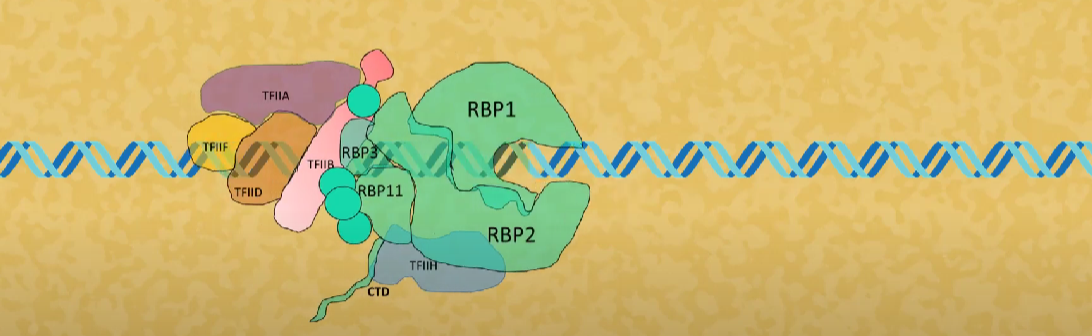 TFIIA
RBP1
TFIIF
RBP3
TFIIB
TFIID
RBP11
RBP2
TFIIH
CTD